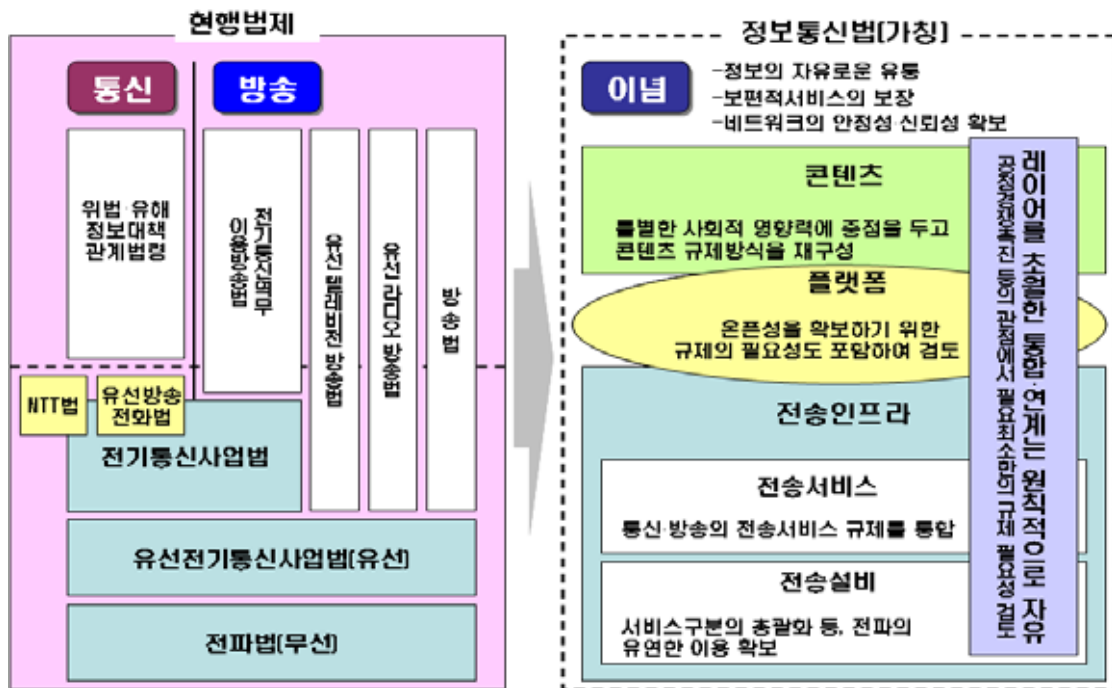 현행법제
통신
방송
위법·유해
정보대책
관계법령
전기통신역무
이용방송법
유선 텔레비전 방송법
유선 라디오 방송법
방송법
NTT법
유선방송
전화법
전기통신사업법
유선전기통신사업법(유선)
전파법(무선)
정보통신법(가칭)
이념
-정보의 자유로운 유통
-보편적서비스의 보장
-네트워크의 안정성·신뢰성 확보
콘텐츠
특별한 사회적 영향력에 중점을 두고
콘텐츠 규제방식을 재구성
플랫폼
온픈성을 확보하기 위한
규제의 필요성도 포함하여 검토
전송인프라
전송서비스
통신·방송의 전송서비스 규제를 통합
전송설비
서비스구분의 총괄화 등, 전파의
유연한 이용 확보
레이어를 초월한 통합·연계는 원칙적으로 자유
공정경쟁촉진 등의 관점에서 필요최소한의 규제 필요성 검토